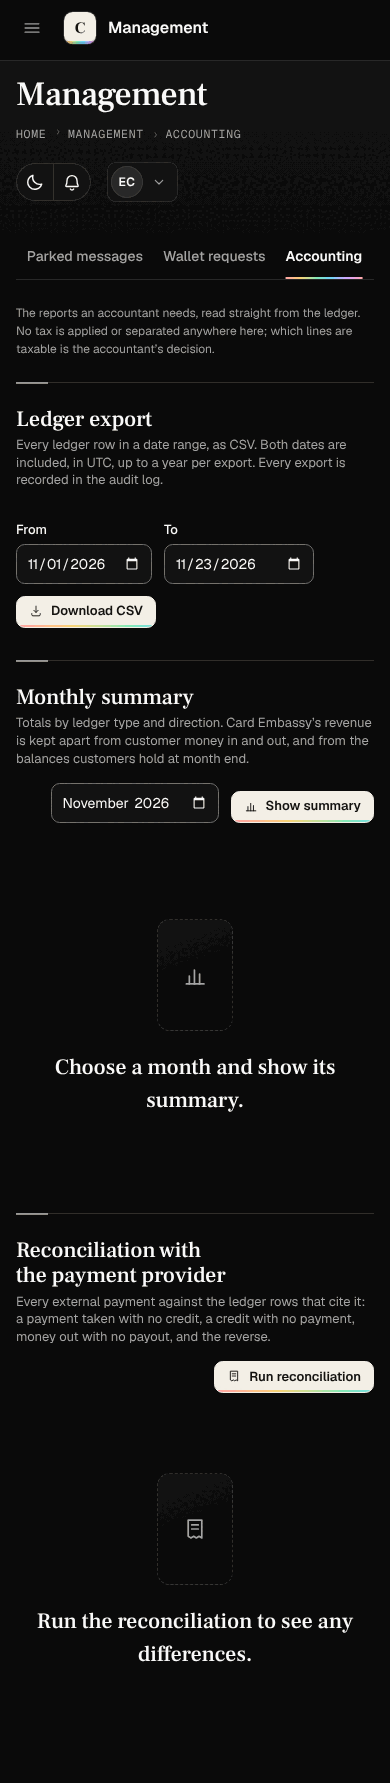 C Management
Management
HOME › MANAGEMENT › ACCOUNTING
EC
Parked messages Wallet requests Accounting
The reports an accountant needs, read straight from the ledger.
No tax is applied or separated anywhere here; which lines are
taxable is the accountant's decision.
Ledger export
Every ledger row in a date range, as CSV. Both dates are
included, in UTC, up to a year per export. Every export is
recorded in the audit log.
From To
11/01/2026 11/23/2026
Download CSV
Monthly summary
Totals by ledger type and direction. Card Embassy's revenue
is kept apart from customer money in and out, and from the
balances customers hold at month end.
November 2026 Show summary
Choose a month and show its
summary.
Reconciliation with
the payment provider
Every external payment against the ledger rows that cite it:
a payment taken with no credit, a credit with no payment,
money out with no payout, and the reverse.
Run reconciliation
Run the reconciliation to see any
differences.